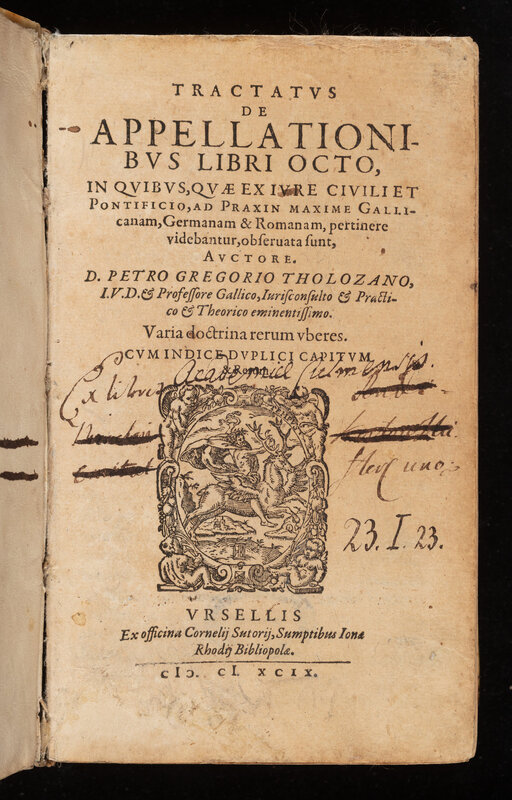 TRACTATVS
DE
APPELLATIONI-
BVS LIBRI OCTO,
IN QVIBVS, QVÆ EX IVRE CIVILI ET
PONTIFICIO, AD PRAXIN MAXIME GALLI-
canam, Germanam & Romanam, pertinere
videbantur, obſeruata ſunt,
AVCTORE.
D. PETRO GREGORIO THOLOZANO,
I.V.D. & Profeſſore Gallico, Iuriſconſulto & Practi-
co & Theorico eminentiſſimo.
Varia doctrina rerum vberes.
CVM INDICE DVPLICI CAPITVM
& Rerum.
Ex libris Academiæ Culmensis.
23. I. 23.
VRSELLIS
Ex officina Cornelij Sutorij, Sumptibus Ionæ
Rhodij Bibliopolæ.
cIↃ. cI. XCIX.